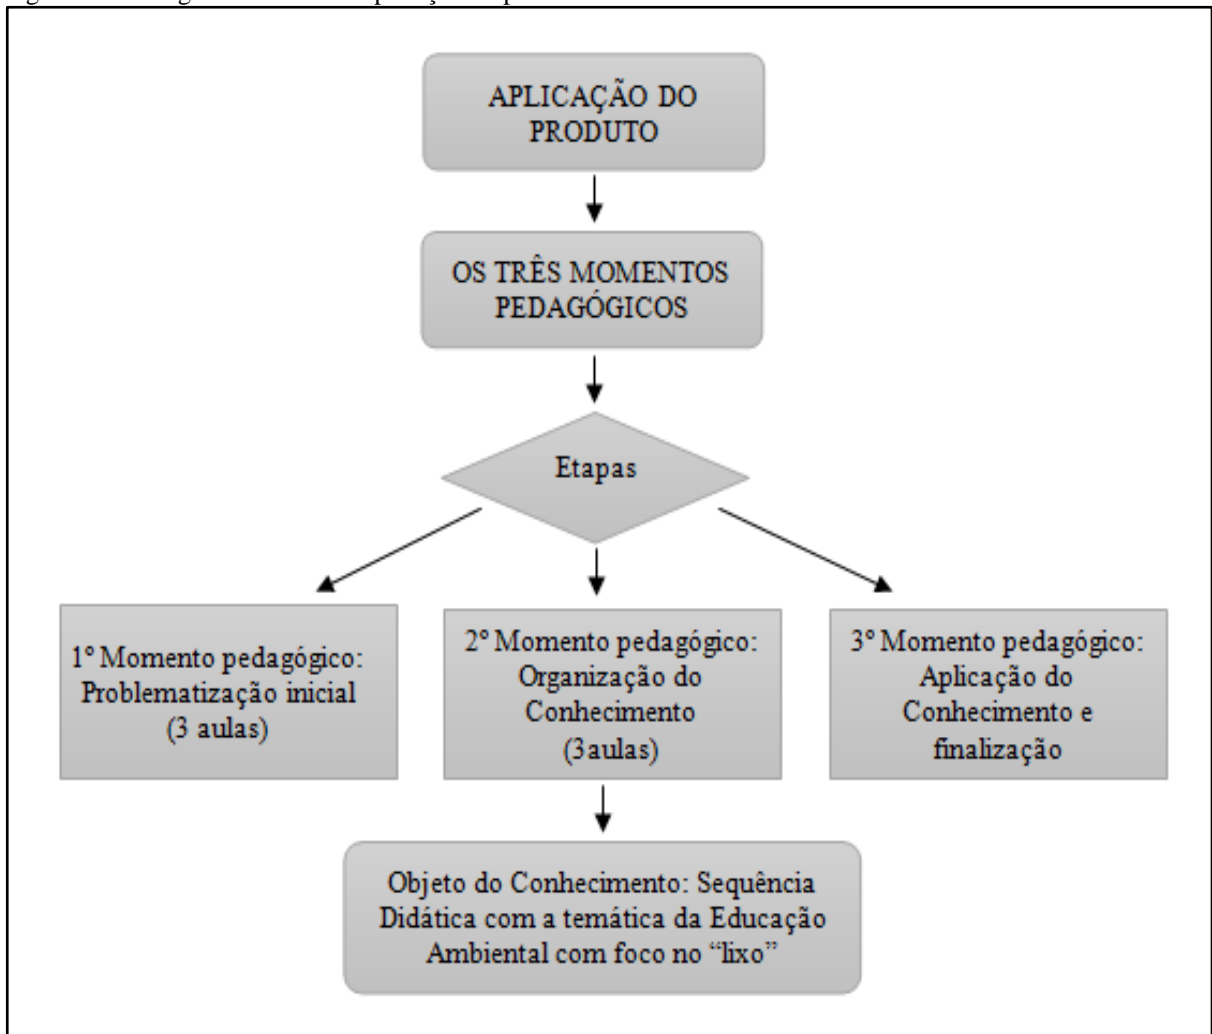 APLICAÇÃO DO
PRODUTO
OS TRÊS MOMENTOS
PEDAGÓGICOS
Etapas
1º Momento pedagógico:
Problematização inicial
(3 aulas)
2º Momento pedagógico:
Organização do
Conhecimento
(3aulas)
3º Momento pedagógico:
Aplicação do
Conhecimento e
finalização
Objeto do Conhecimento: Sequência
Didática com a temática da Educação
Ambiental com foco no “lixo”